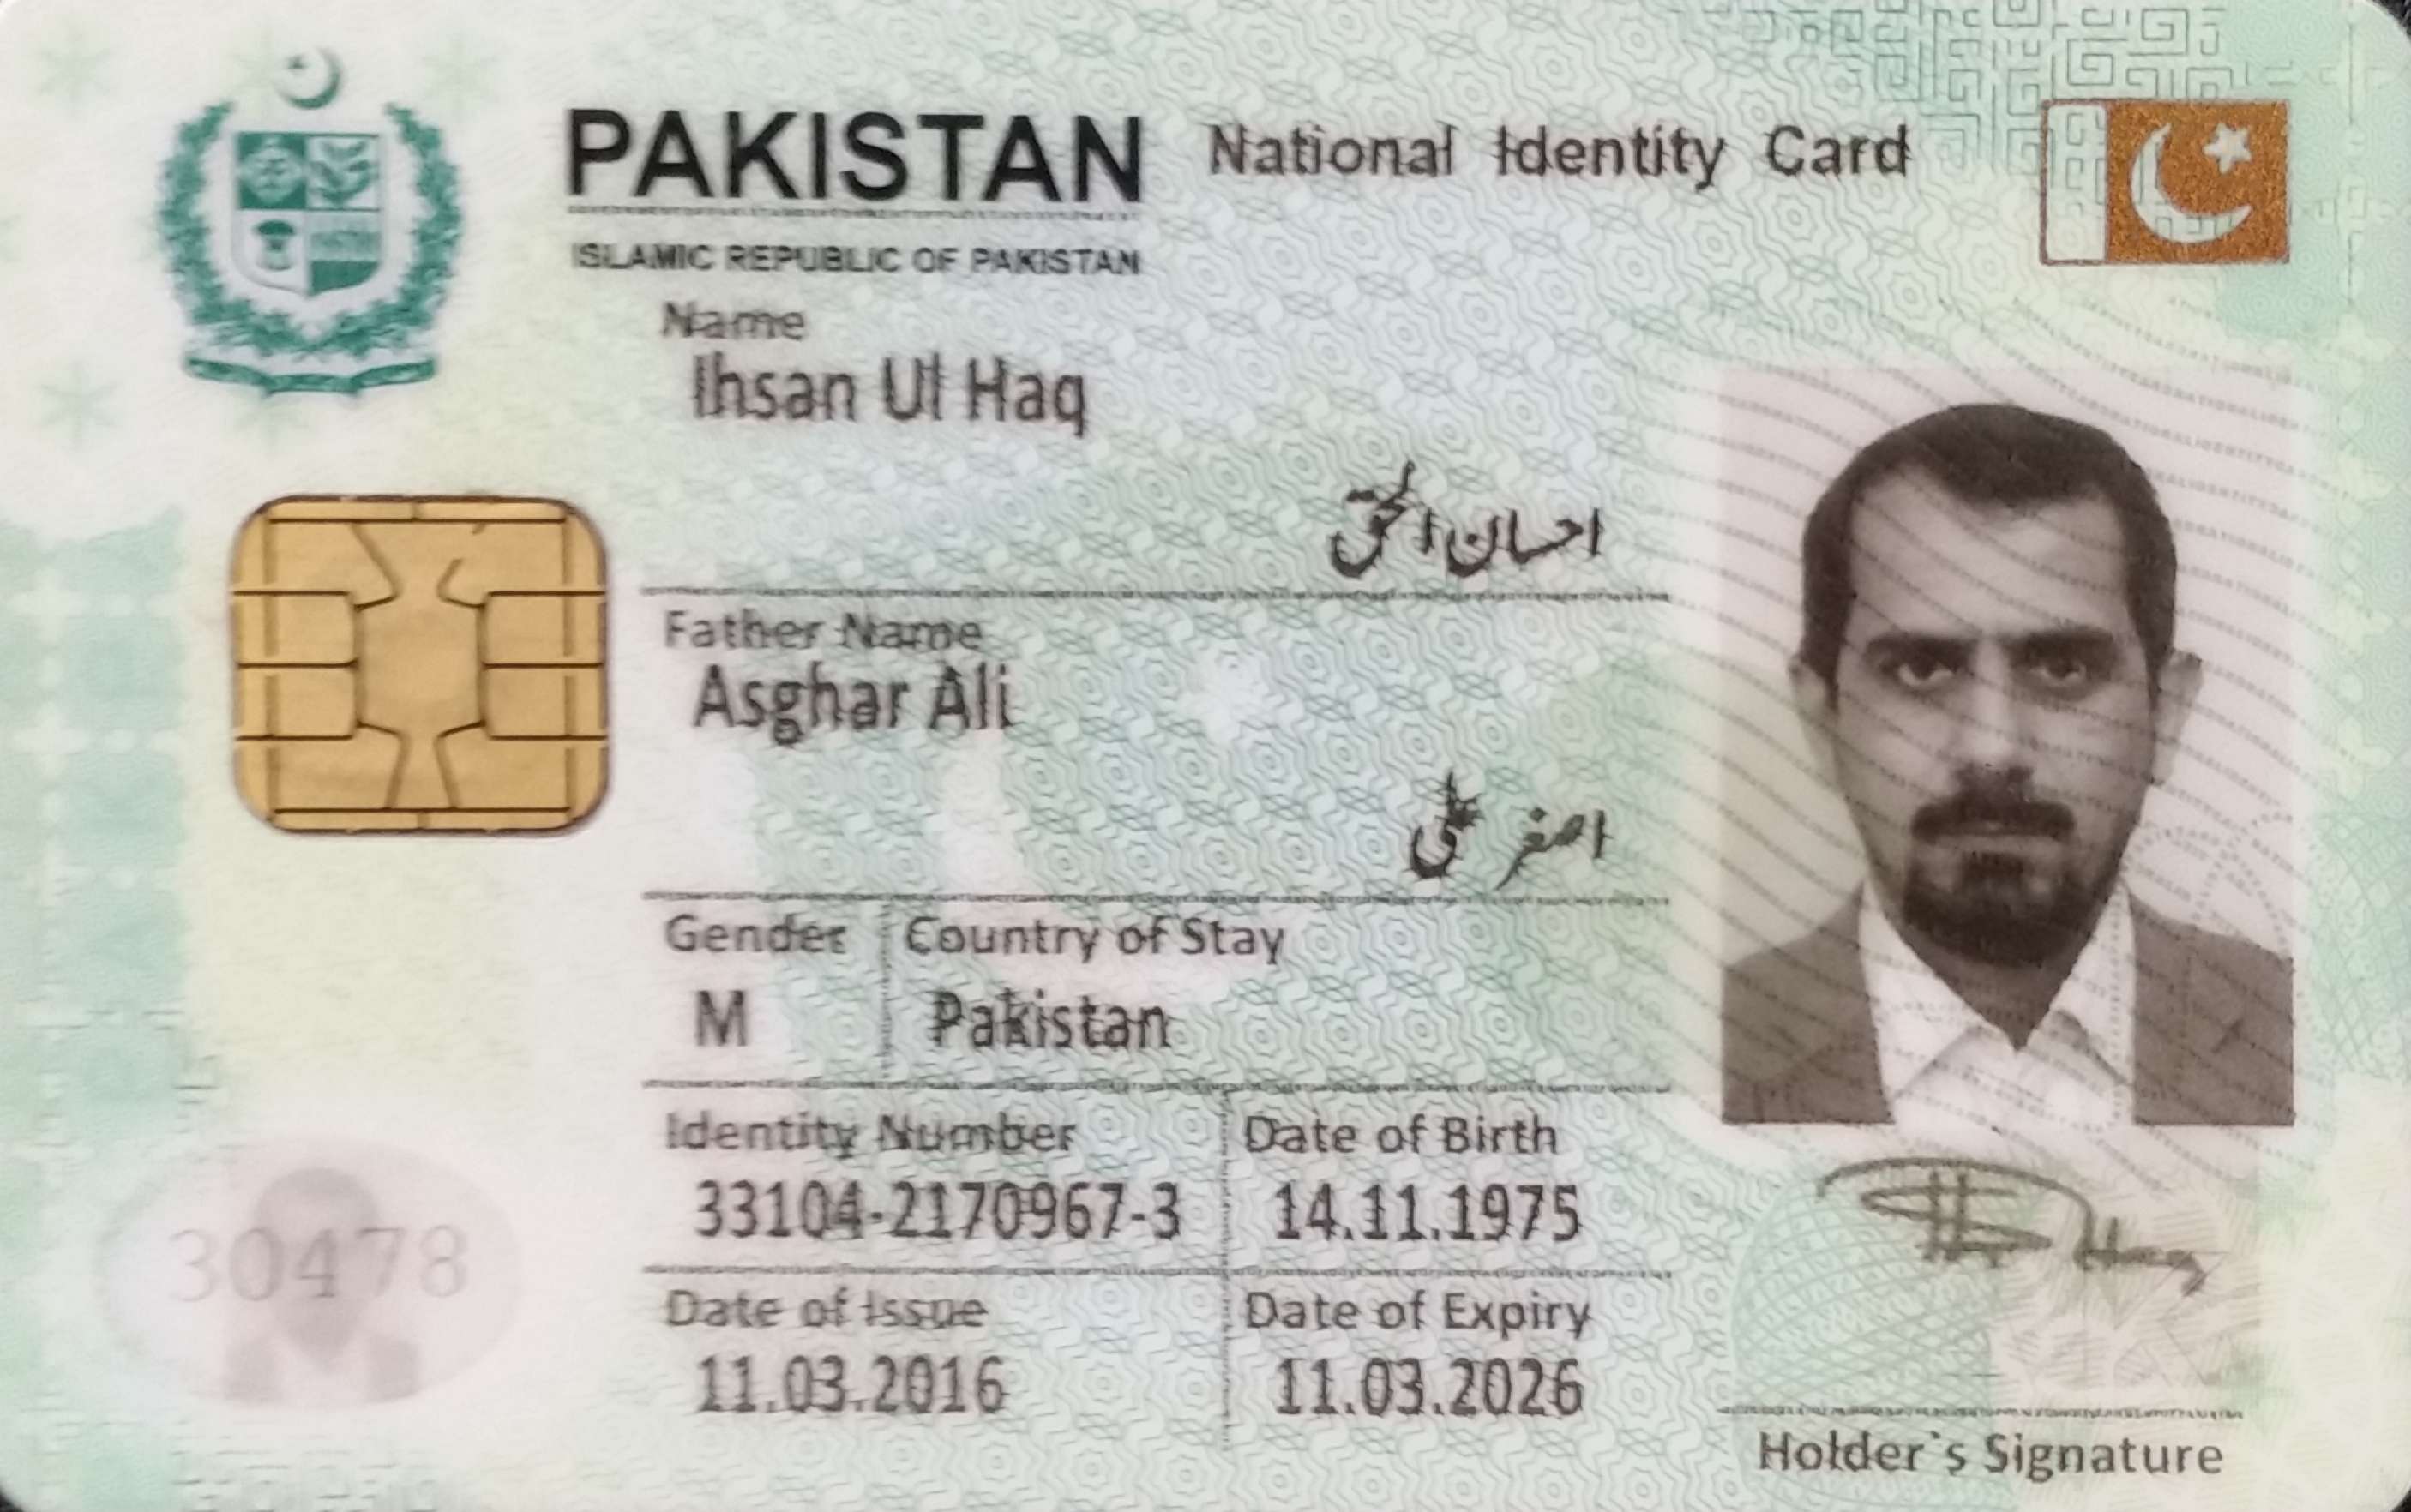 PAKISTAN National Identity Card
ISLAMIC REPUBLIC OF PAKISTAN
Name
Ihsan Ul Haq
احسان الحق
Father Name
Asghar Ali
اصغر علی
Gender Country of Stay
M Pakistan
Identity Number Date of Birth
33104-2170967-3 14.11.1975
Date of Issue Date of Expiry
11.03.2016 11.03.2026
30478
Holder`s Signature